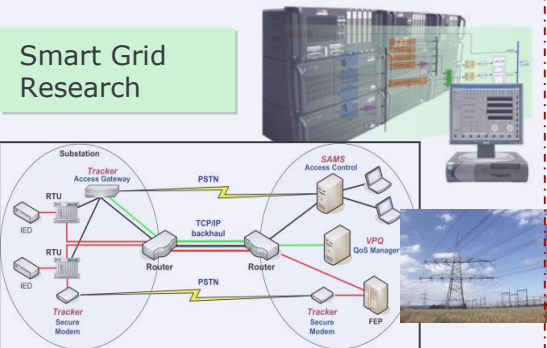 Smart Grid
Research
Substation
Tracker
Access Gateway
RTU
IED
RTU
IED
Tracker
Secure
Modem
PSTN
TCP/IP
backhaul
Router
Router
PSTN
SAMS
Access Control
VPQ
QoS Manager
Tracker
Secure
Modem
FEP